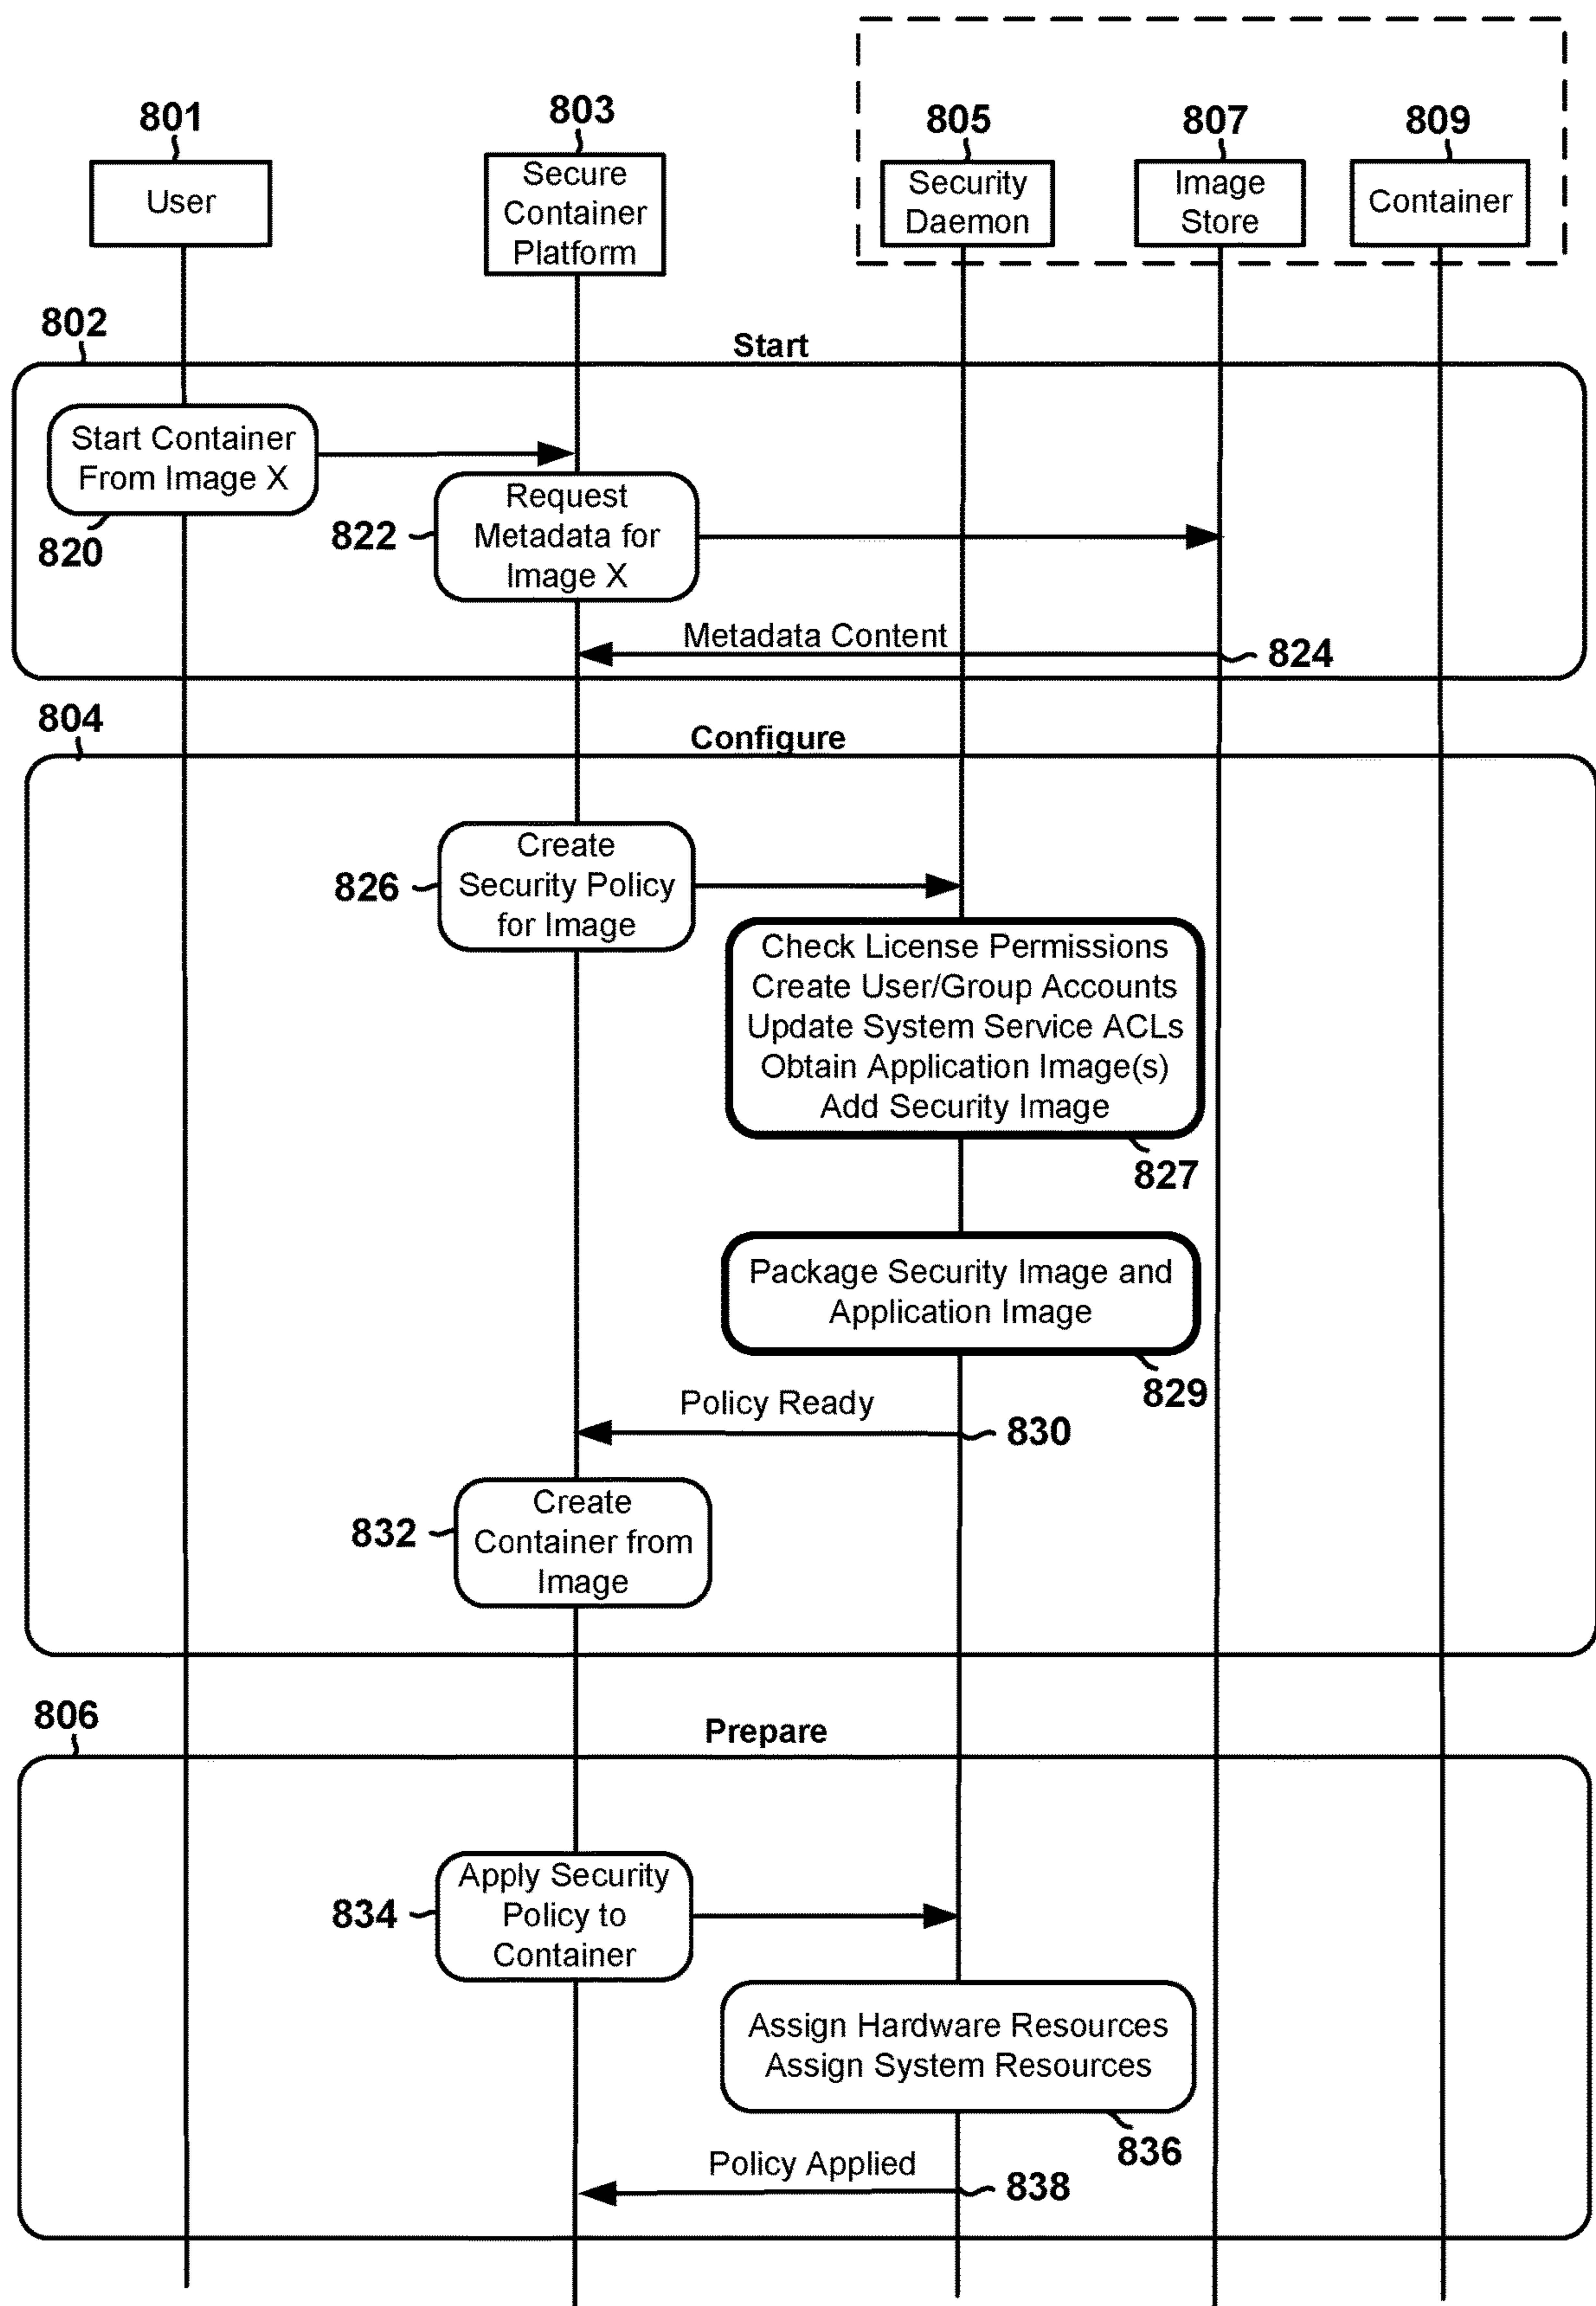 801
803
805
807
809
User
Secure
Container
Platform
Security
Daemon
Image
Store
Container
802
Start
Start Container
From Image X
820
822
Request
Metadata for
Image X
Metadata Content
824
804
Configure
826
Create
Security Policy
for Image
Check License Permissions
Create User/Group Accounts
Update System Service ACLs
Obtain Application Image(s)
Add Security Image
827
Package Security Image and
Application Image
829
Policy Ready
830
832
Create
Container from
Image
806
Prepare
834
Apply Security
Policy to
Container
Assign Hardware Resources
Assign System Resources
836
Policy Applied
838